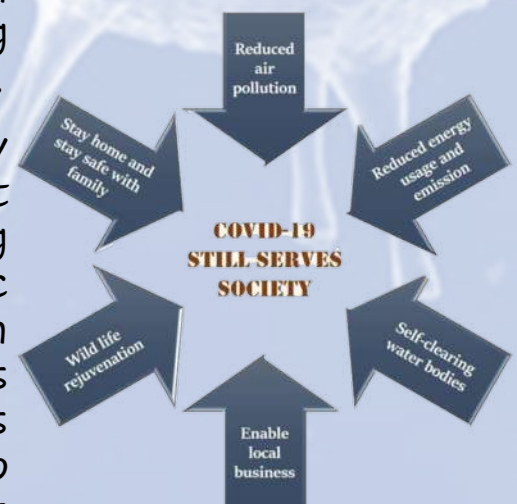 Reduced
air
pollution
Stay home and
stay safe with
family
Reduced energy
usage and
emission
COVID-19
STILL SERVES
SOCIETY
Wild life
rejuvenation
Self-clearing
water bodies
Enable
local
business